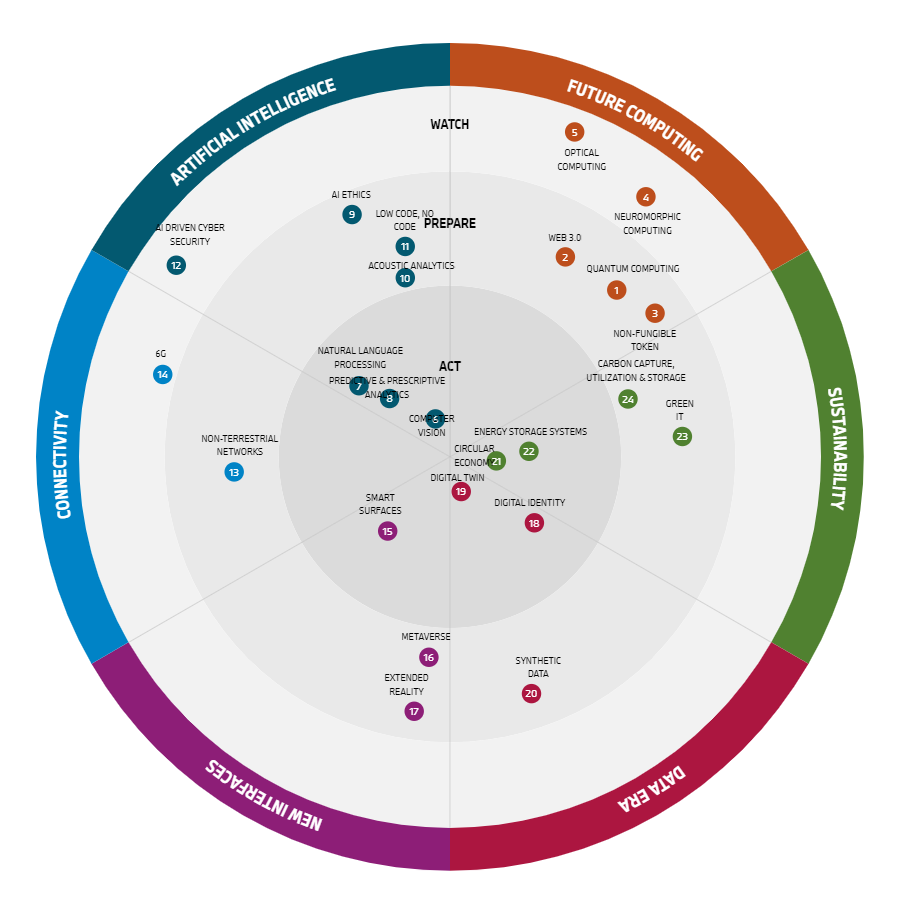 ARTIFICIAL INTELLIGENCE
FUTURE COMPUTING
WATCH
5
OPTICAL
COMPUTING
AI ETHICS
9
4
LOW CODE, NO
CODE
NEUROMORPHIC
COMPUTING
PREPARE
AI DRIVEN CYBER
SECURITY
12
11
WEB 3.0
2
ACOUSTIC ANALYTICS
10
QUANTUM COMPUTING
1
3
NON-FUNGIBLE
TOKEN
6G
14
NATURAL LANGUAGE
PROCESSING
7
ACT
CARBON CAPTURE,
UTILIZATION & STORAGE
24
PREDICTIVE & PRESCRIPTIVE
ANALYTICS
8
GREEN
IT
23
COMPUTER
VISION
6
ENERGY STORAGE SYSTEMS
22
CONNECTIVITY
SUSTAINABILITY
NON-TERRESTRIAL
NETWORKS
13
CIRCULAR
ECONOMY
21
DIGITAL TWIN
19
SMART
SURFACES
15
DIGITAL IDENTITY
18
METAVERSE
16
EXTENDED
REALITY
17
SYNTHETIC
DATA
20
NEW INTERFACES
DATA ERA